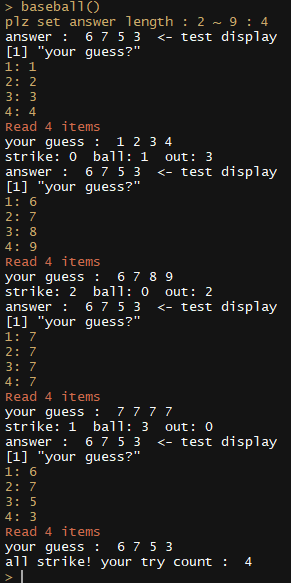 > baseball()
plz set answer length : 2 ~ 9 : 4
answer :  6 7 5 3  <- test display
[1] "your guess?"
1: 1
2: 2
3: 3
4: 4
Read 4 items
your guess :  1 2 3 4
strike: 0  ball: 1  out: 3
answer :  6 7 5 3  <- test display
[1] "your guess?"
1: 6
2: 7
3: 8
4: 9
Read 4 items
your guess :  6 7 8 9
strike: 2  ball: 0  out: 2
answer :  6 7 5 3  <- test display
[1] "your guess?"
1: 7
2: 7
3: 7
4: 7
Read 4 items
your guess :  7 7 7 7
strike: 1  ball: 3  out: 0
answer :  6 7 5 3  <- test display
[1] "your guess?"
1: 6
2: 7
3: 5
4: 3
Read 4 items
your guess :  6 7 5 3
all strike! your try count :  4
>